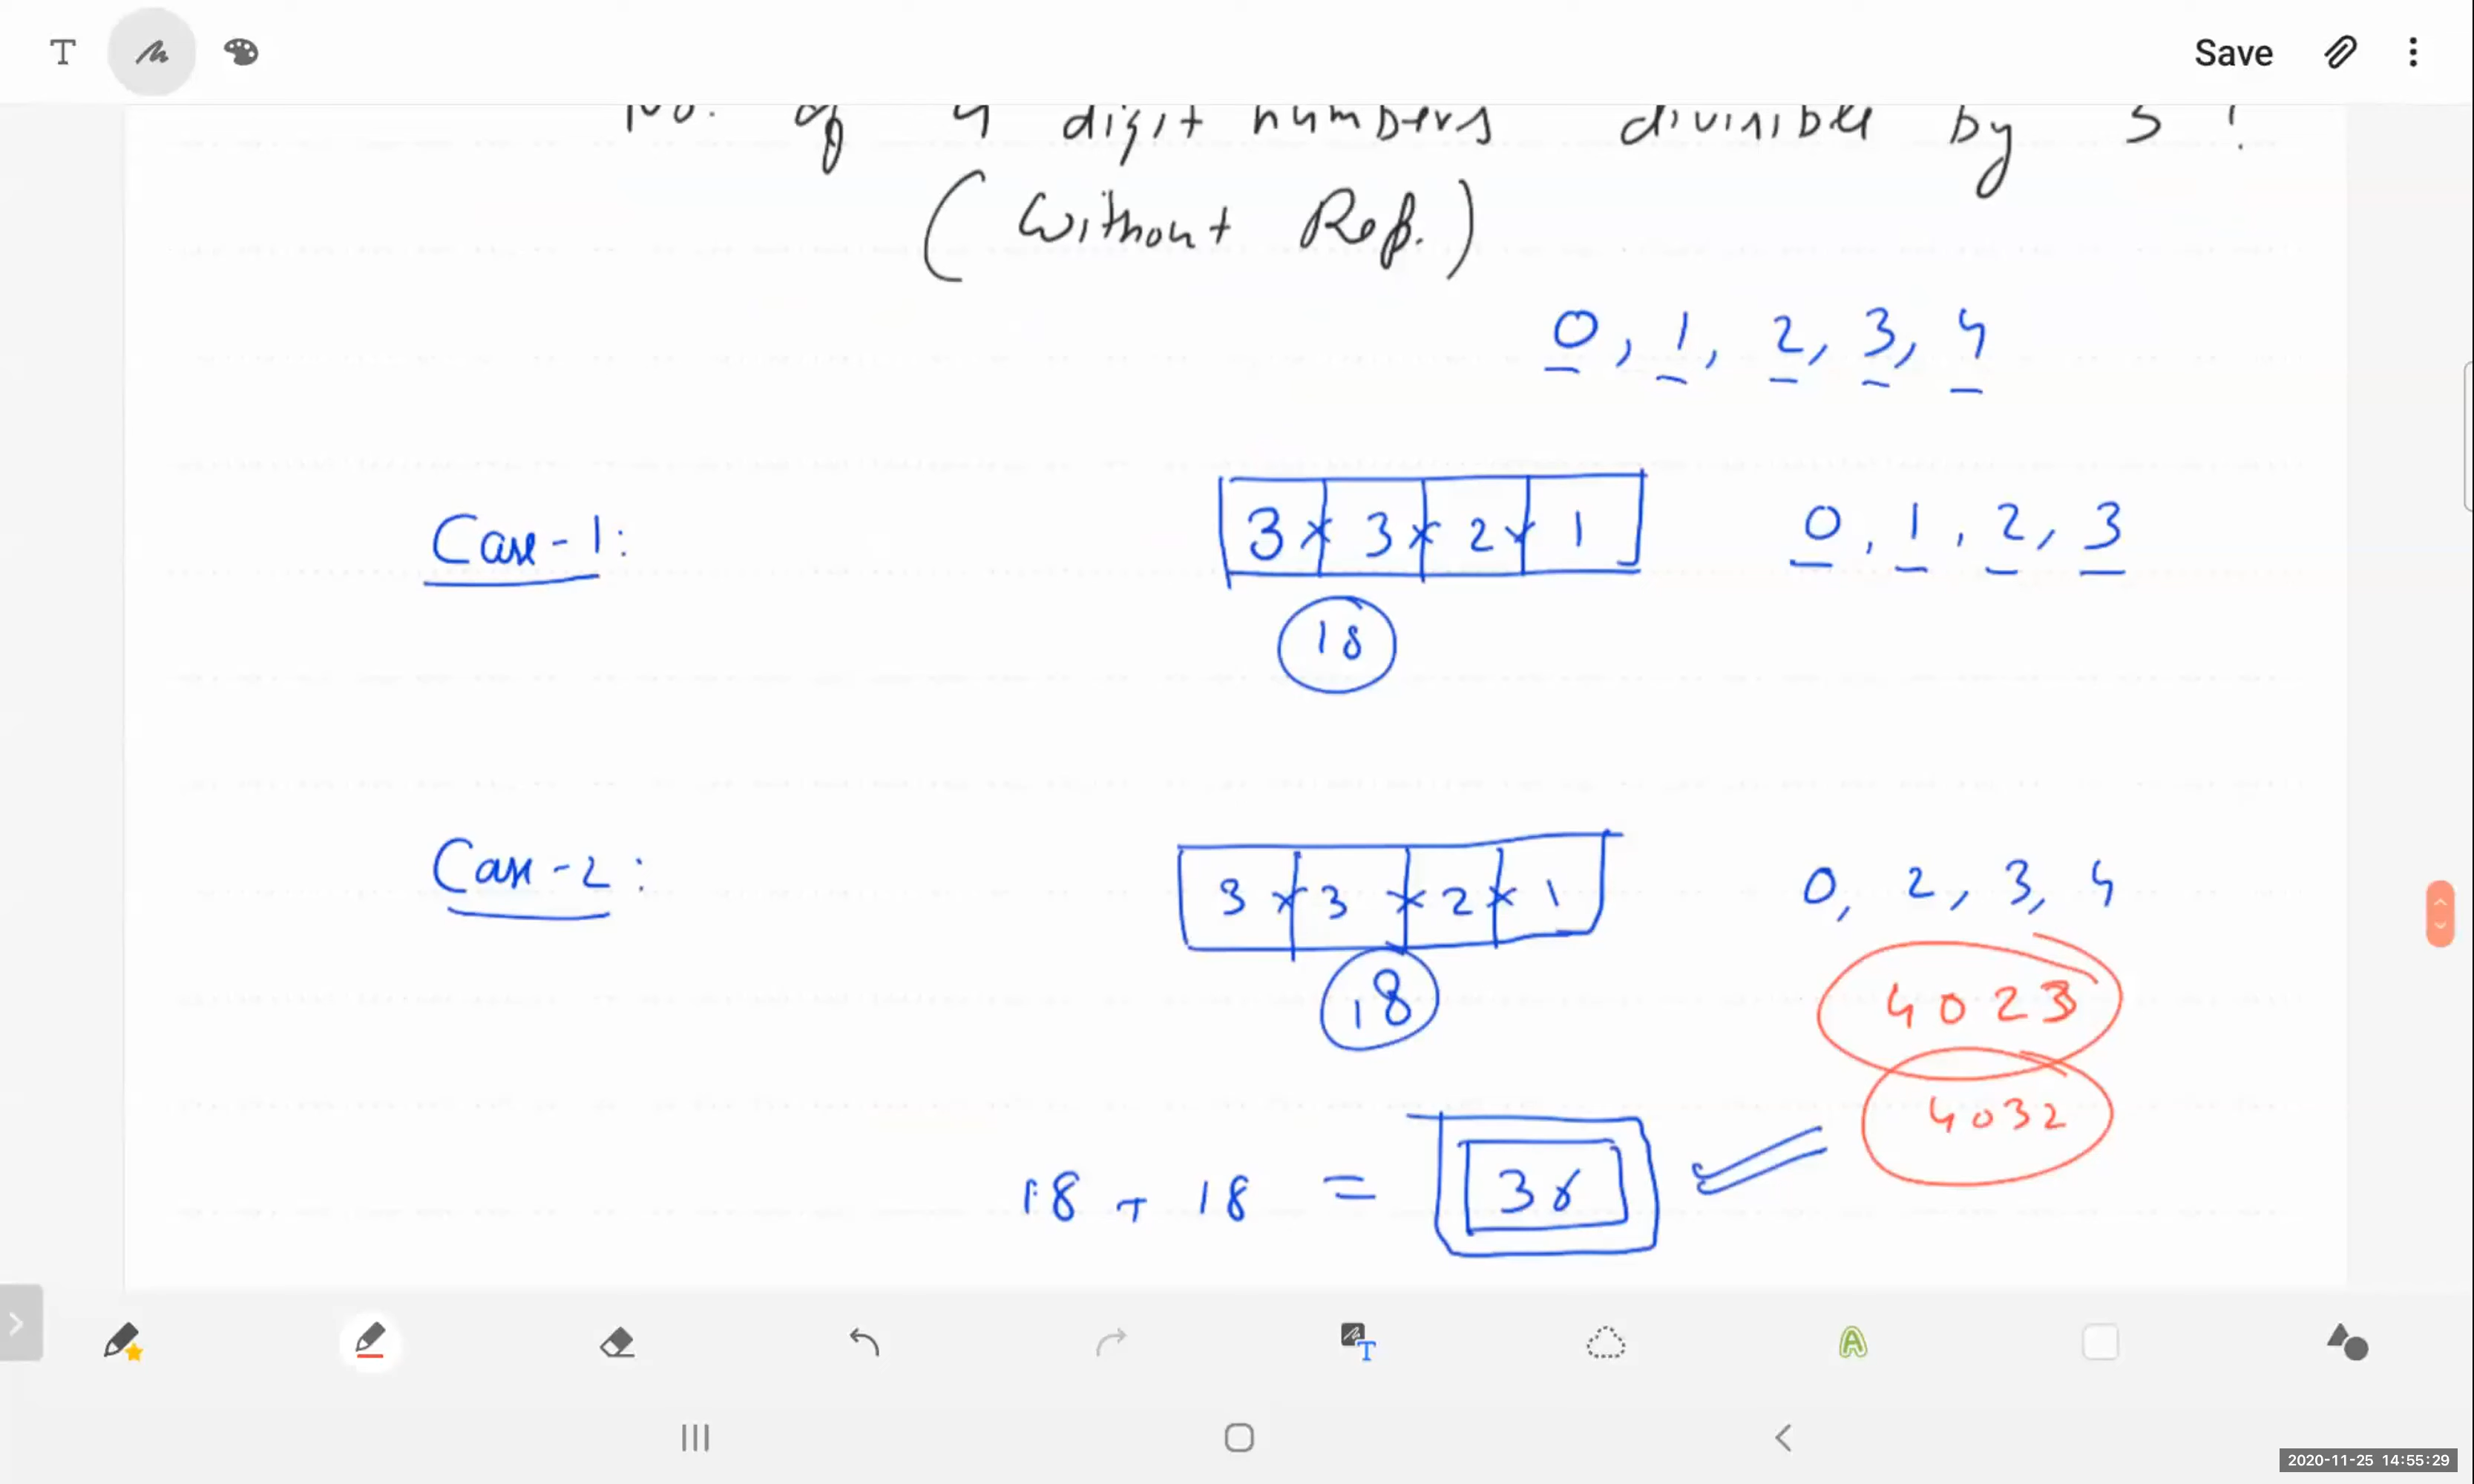 Save
No. of 4 digit numbers divisible by 3 ?
(Without Rep.)
0, 1, 2, 3, 4
Case-1: 3 × 3 × 2 × 1 0, 1, 2, 3
18
Case-2: 3 × 3 × 2 × 1 0, 2, 3, 4
18
4023
4032
18 + 18 = 36
2020-11-25 14:55:29